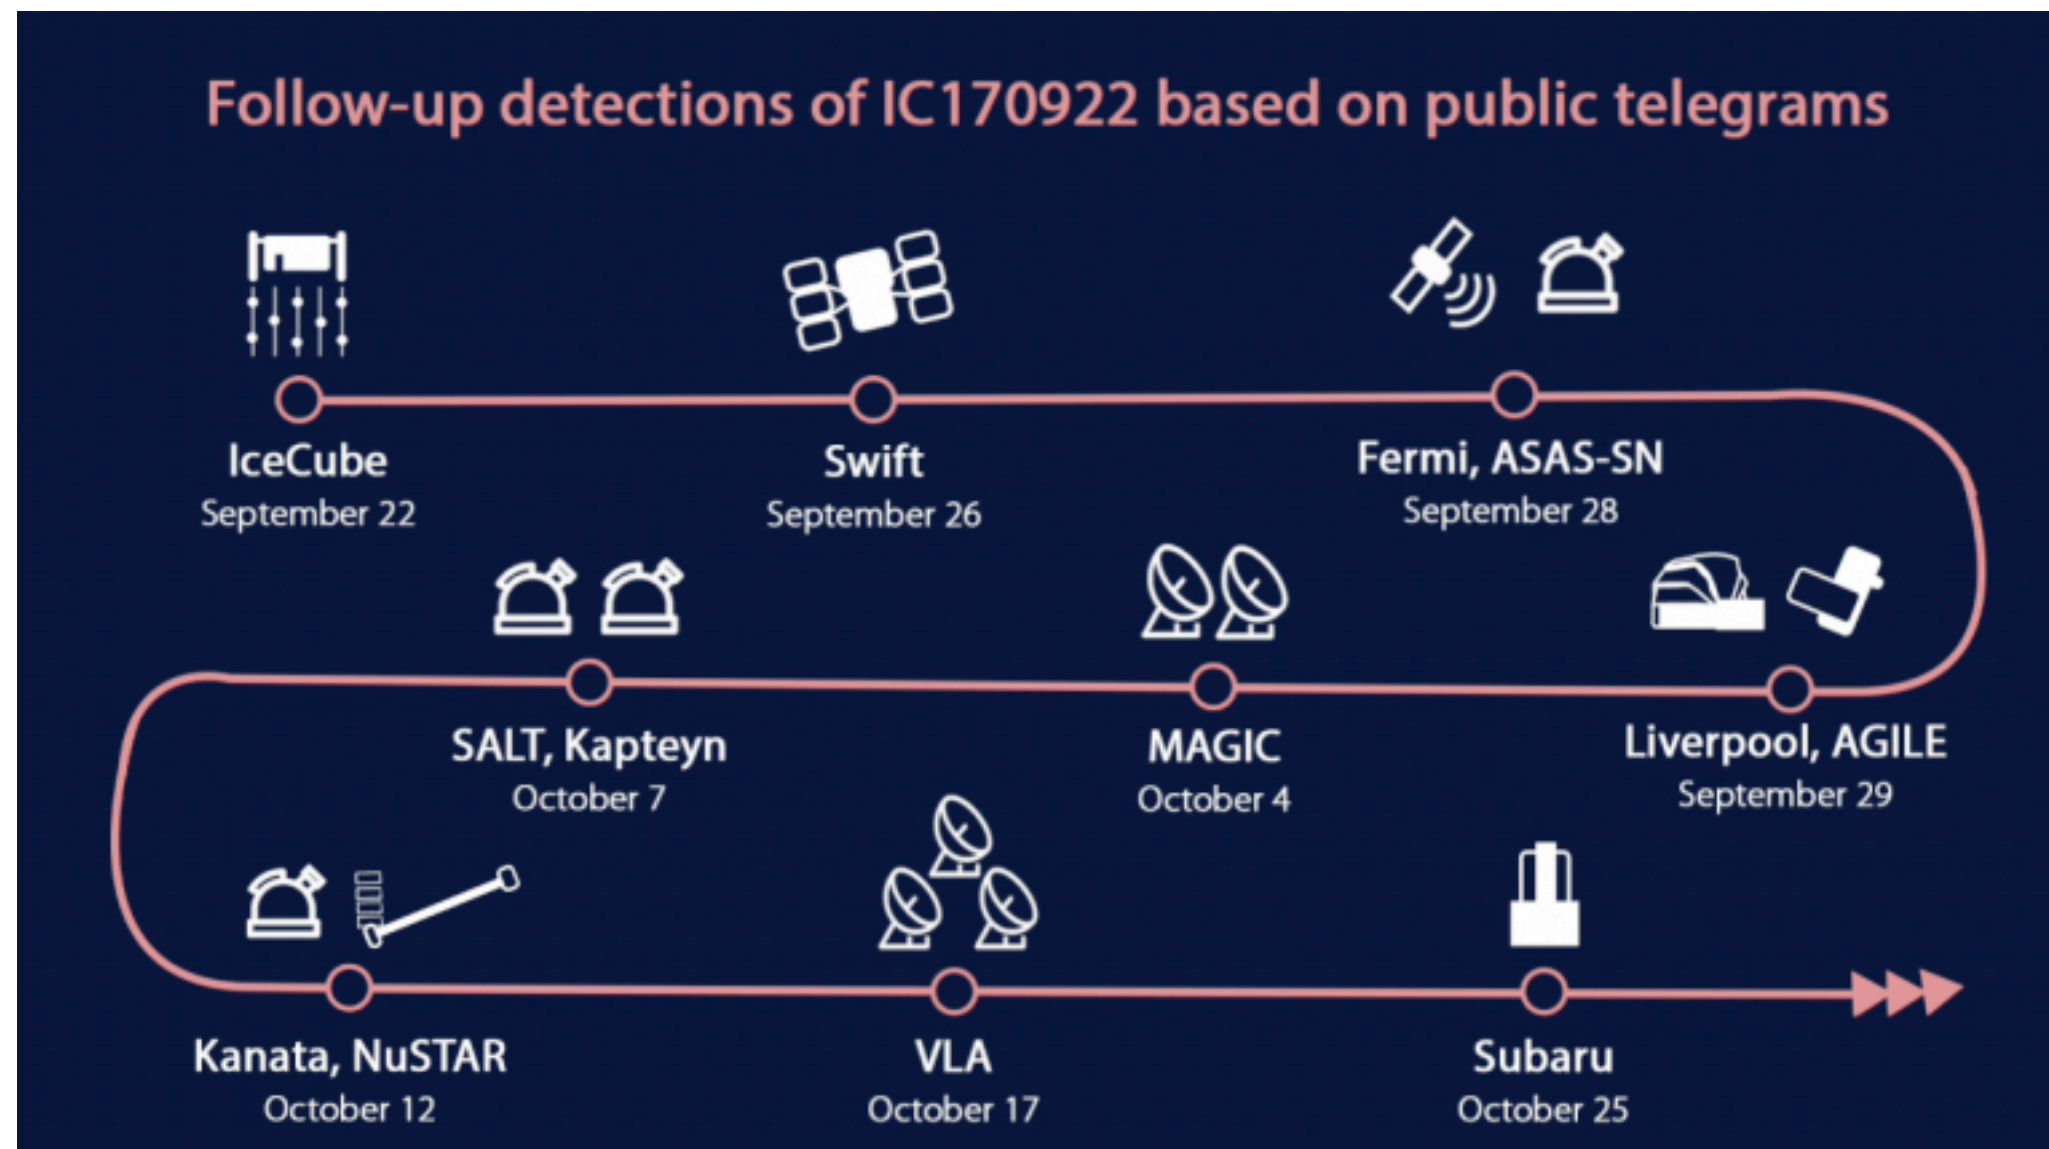 Follow-up detections of IC170922 based on public telegrams
IceCube
September 22
Swift
September 26
Fermi, ASAS-SN
September 28
Liverpool, AGILE
September 29
MAGIC
October 4
SALT, Kapteyn
October 7
Kanata, NuSTAR
October 12
VLA
October 17
Subaru
October 25